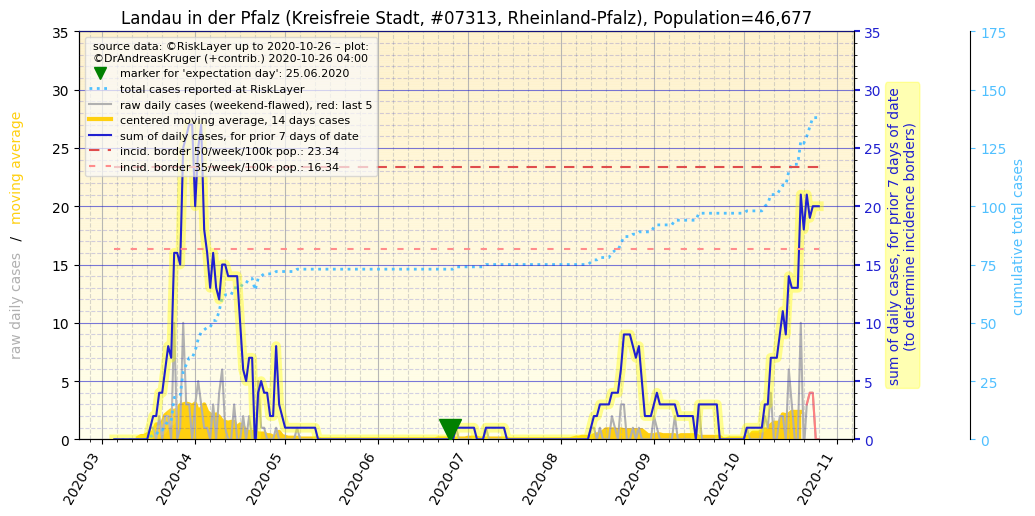 Landau in der Pfalz (Kreisfreie Stadt, #07313, Rheinland-Pfalz), Population=46,677
source data: ©RiskLayer up to 2020-10-26 – plot:
©DrAndreasKruger (+contrib.) 2020-10-26 04:00
marker for 'expectation day': 25.06.2020
total cases reported at RiskLayer
raw daily cases (weekend-flawed), red: last 5
centered moving average, 14 days cases
sum of daily cases, for prior 7 days of date
incid. border 50/week/100k pop.: 23.34
incid. border 35/week/100k pop.: 16.34
raw daily cases / moving average
35
30
25
20
15
10
5
0
35
30
25
20
15
10
5
0
sum of daily cases, for prior 7 days of date
(to determine incidence borders)
175
150
125
100
75
50
25
0
cumulative total cases
2020-03
2020-04
2020-05
2020-06
2020-07
2020-08
2020-09
2020-10
2020-11